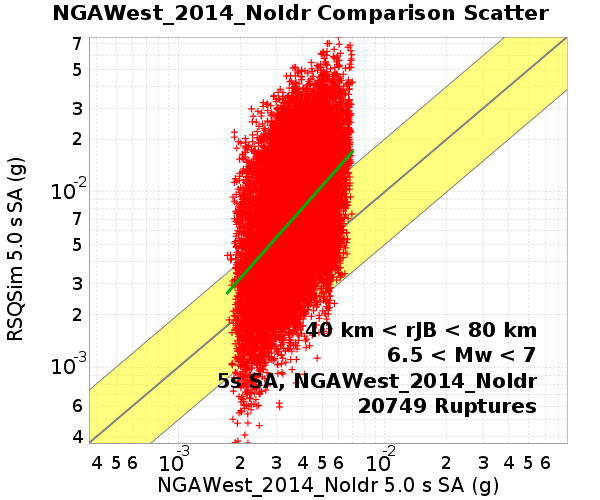 NGAWest_2014_NoIdr Comparison Scatter
RSQSim 5.0 s SA (g)
7
5
3
2
10-2
7
5
3
2
10-3
6
4
40 km < rJB < 80 km
6.5 < Mw < 7
5s SA, NGAWest_2014_NoIdr
20749 Ruptures
4 5 6 10-3 2 3 4 5 6 10-2 2 3 4 5 6
NGAWest_2014_NoIdr 5.0 s SA (g)